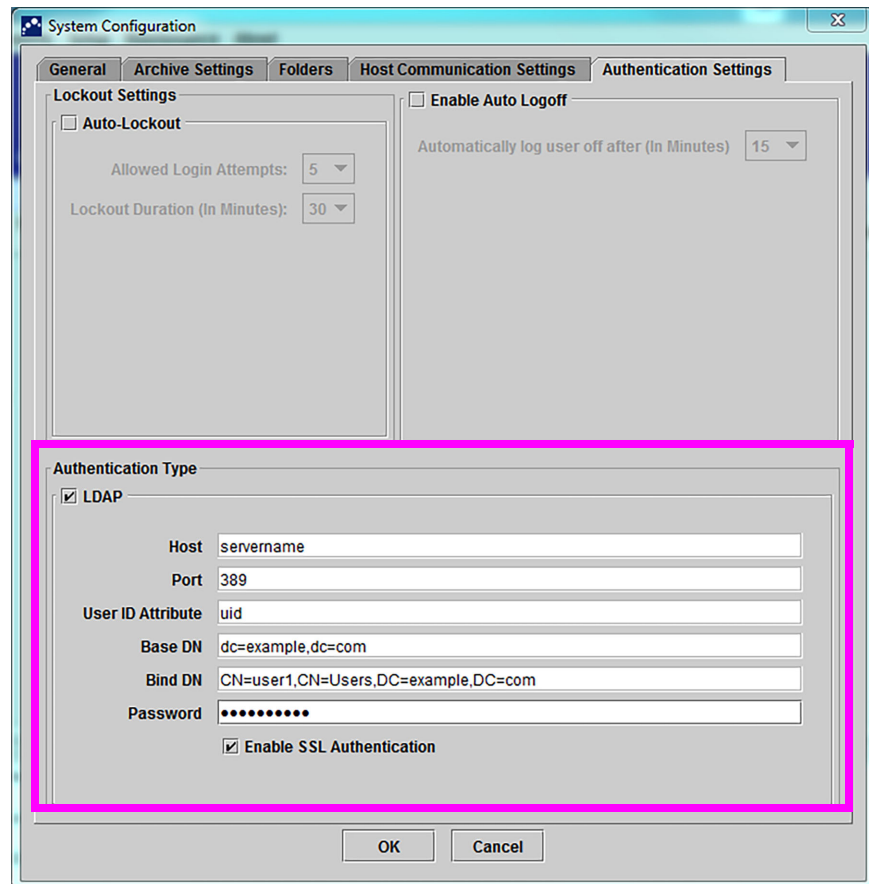 System Configuration
General Archive Settings Folders Host Communication Settings Authentication Settings
Lockout Settings
Auto-Lockout
Allowed Login Attempts: 5
Lockout Duration (In Minutes): 30
Enable Auto Logoff
Automatically log user off after (In Minutes) 15
Authentication Type
LDAP
Host servername
Port 389
User ID Attribute uid
Base DN dc=example,dc=com
Bind DN CN=user1,CN=Users,DC=example,DC=com
Password ••••••••••
Enable SSL Authentication
OK Cancel